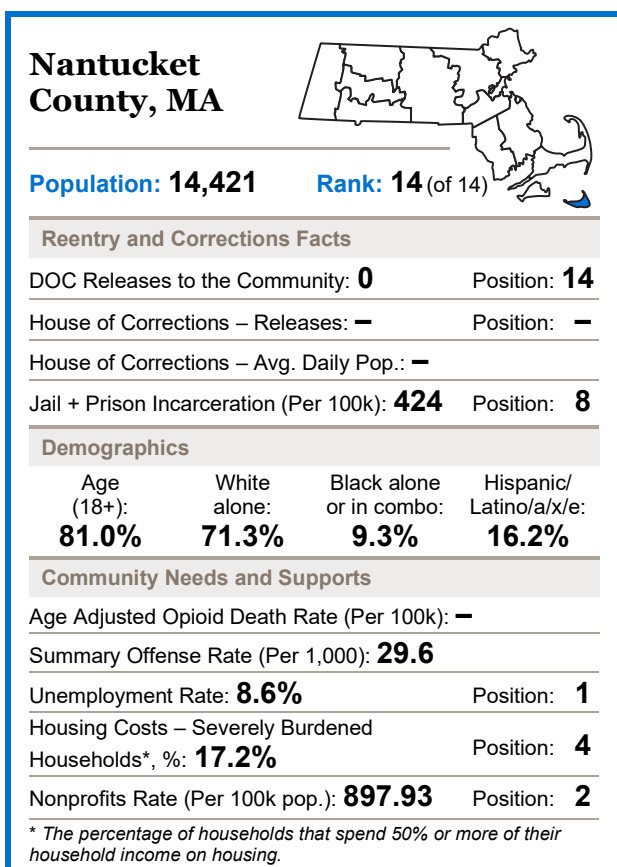 Nantucket
County, MA
Population: 14,421 Rank: 14 (of 14)
Reentry and Corrections Facts
DOC Releases to the Community: 0 Position: 14
House of Corrections – Releases: – Position: –
House of Corrections – Avg. Daily Pop.: –
Jail + Prison Incarceration (Per 100k): 424 Position: 8
Demographics
Age White Black alone Hispanic/
(18+): alone: or in combo: Latino/a/x/e:
81.0% 71.3% 9.3% 16.2%
Community Needs and Supports
Age Adjusted Opioid Death Rate (Per 100k): –
Summary Offense Rate (Per 1,000): 29.6
Unemployment Rate: 8.6% Position: 1
Housing Costs – Severely Burdened
Households*, %: 17.2% Position: 4
Nonprofits Rate (Per 100k pop.): 897.93 Position: 2
* The percentage of households that spend 50% or more of their
household income on housing.